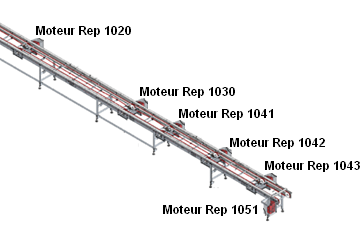 Moteur Rep 1020
Moteur Rep 1030
Moteur Rep 1041
Moteur Rep 1042
Moteur Rep 1043
Moteur Rep 1051